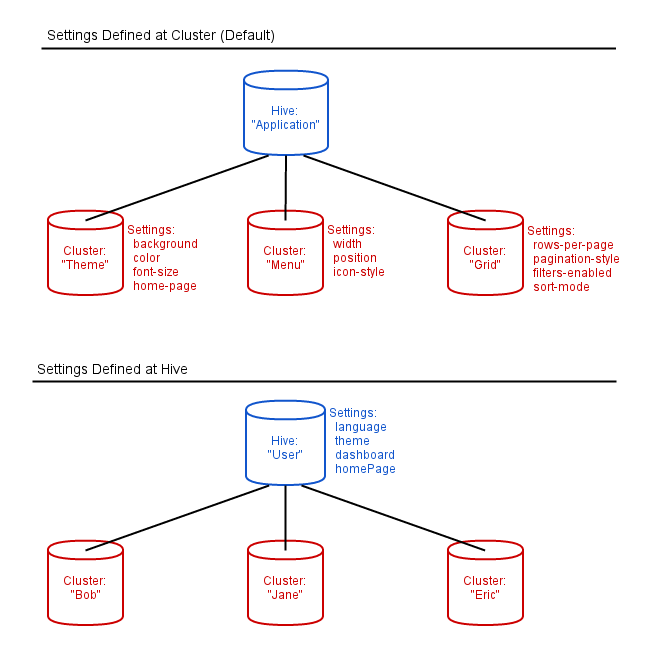 Settings Defined at Cluster (Default)
Hive:
"Application"
Cluster:
"Theme"
Settings:
background
color
font-size
home-page
Cluster:
"Menu"
Settings:
width
position
icon-style
Cluster:
"Grid"
Settings:
rows-per-page
pagination-style
filters-enabled
sort-mode
Settings Defined at Hive
Hive:
"User"
Settings:
language
theme
dashboard
homePage
Cluster:
"Bob"
Cluster:
"Jane"
Cluster:
"Eric"